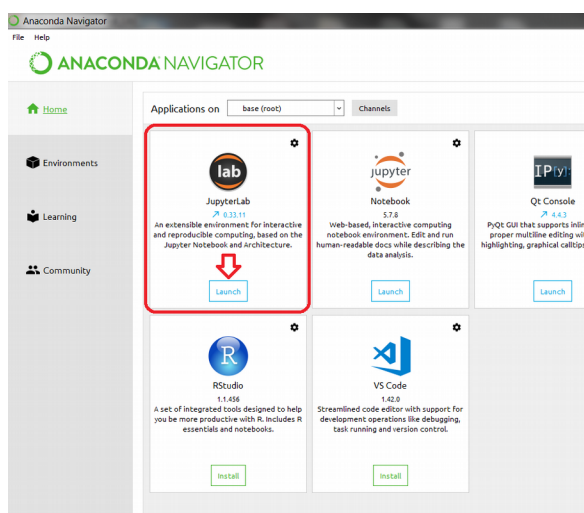 Anaconda Navigator
File Help
ANACONDA NAVIGATOR
Home
Applications on base (root) Channels
Environments
Learning
Community
lab
JupyterLab
0.33.11
An extensible environment for interactive
and reproducible computing, based on the
Jupyter Notebook and Architecture.
Launch
jupyter
Notebook
5.7.8
Web-based, interactive computing
notebook environment. Edit and run
human-readable docs while describing the
data analysis.
Launch
IP[y]:
Qt Console
4.4.3
PyQt GUI that supports
proper multiline editing
highlighting, graphical
Launch
R
RStudio
1.1.456
A set of integrated tools designed to help
you be more productive with R. Includes R
essentials and notebooks.
Install
VS Code
1.42.0
Streamlined code editor with support for
development operations like debugging,
task running and version control.
Install